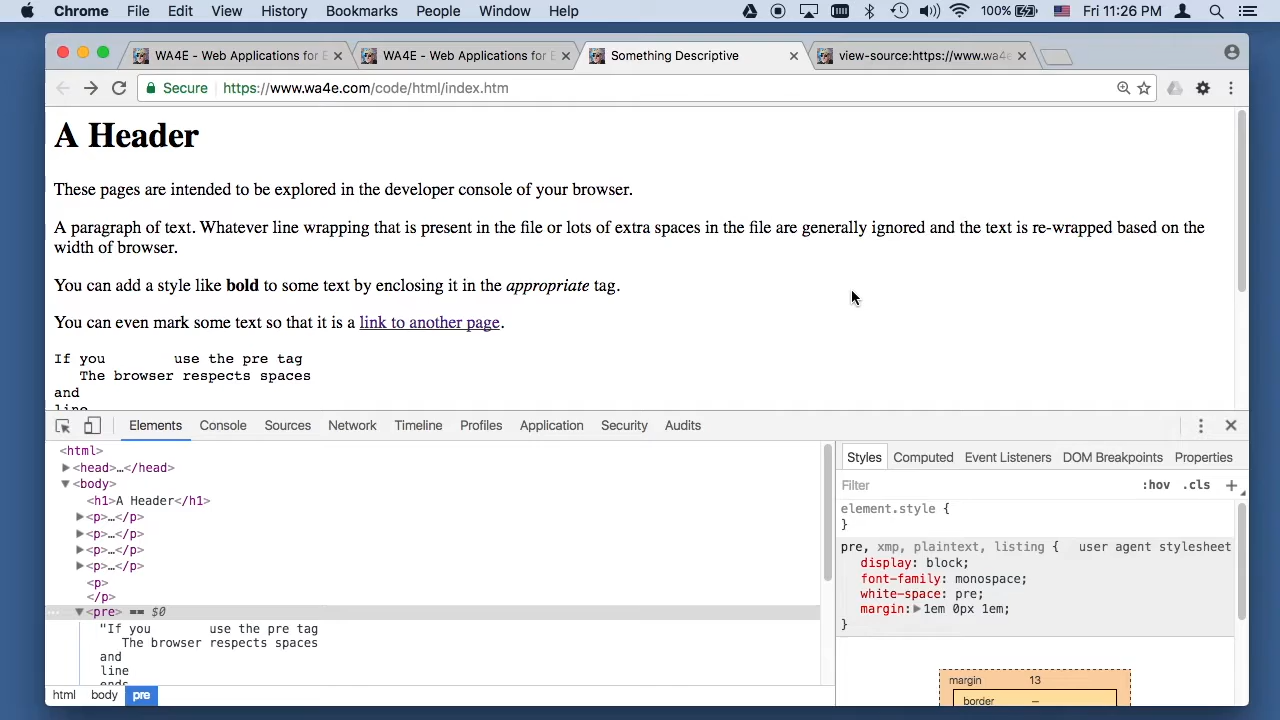 Chrome File Edit View History Bookmarks People Window Help 100% Fri 11:26 PM
WA4E - Web Applications for E WA4E - Web Applications for E Something Descriptive view-source:https://www.wa4e
Secure https://www.wa4e.com/code/html/index.htm
A Header
These pages are intended to be explored in the developer console of your browser.
A paragraph of text. Whatever line wrapping that is present in the file or lots of extra spaces in the file are generally ignored and the text is re-wrapped based on the
width of browser.
You can add a style like bold to some text by enclosing it in the appropriate tag.
You can even mark some text so that it is a link to another page.
If you        use the pre tag
   The browser respects spaces
and
line
Elements Console Sources Network Timeline Profiles Application Security Audits
<html>
<head>…</head>
<body>
<h1>A Header</h1>
<p>…</p>
<p>…</p>
<p>…</p>
<p>…</p>
<p>
</p>
<pre> == $0
"If you        use the pre tag
   The browser respects spaces
and
line
ends
html body pre
Styles Computed Event Listeners DOM Breakpoints Properties
Filter :hov .cls +
element.style {
}
pre, xmp, plaintext, listing { user agent stylesheet
display: block;
font-family: monospace;
white-space: pre;
margin: 1em 0px 1em;
}
margin 13
border –